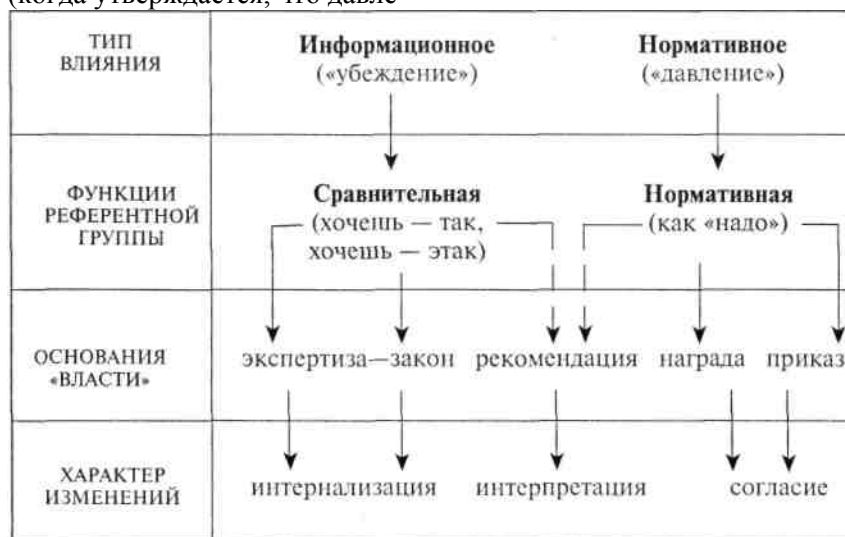 (когда утверждается, что давле-
ТИП
ВЛИЯНИЯ
Информационное
(«убеждение»)
Нормативное
(«давление»)
ФУНКЦИИ
РЕФЕРЕНТНОЙ
ГРУППЫ
Сравнительная
(хочешь — так,
хочешь — этак)
Нормативная
(как «надо»)
ОСНОВАНИЯ
«ВЛАСТИ»
экспертиза—закон рекомендация награда приказ
ХАРАКТЕР
ИЗМЕНЕНИЙ
интернализация интерпретация согласие